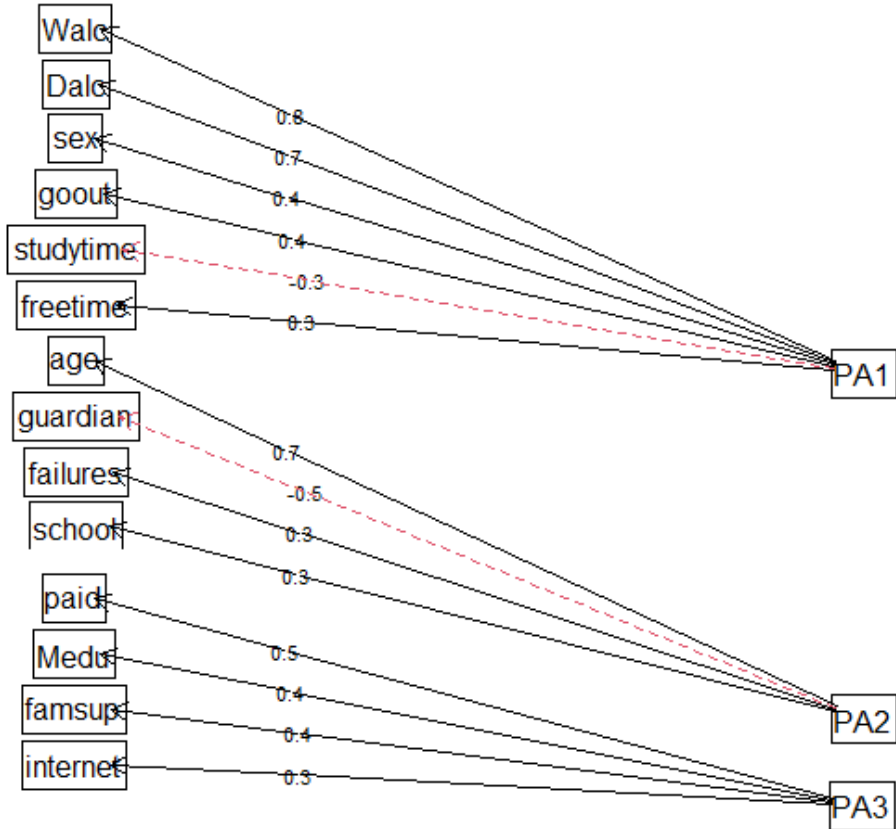 Walc
Dalc
sex
goout
studytime
freetime
age
guardian
failures
school
paid
Medu
famsup
internet
0.8
0.7
0.4
0.4
-0.3
0.3
0.7
-0.5
0.3
0.3
0.5
0.4
0.4
0.3
PA1
PA2
PA3